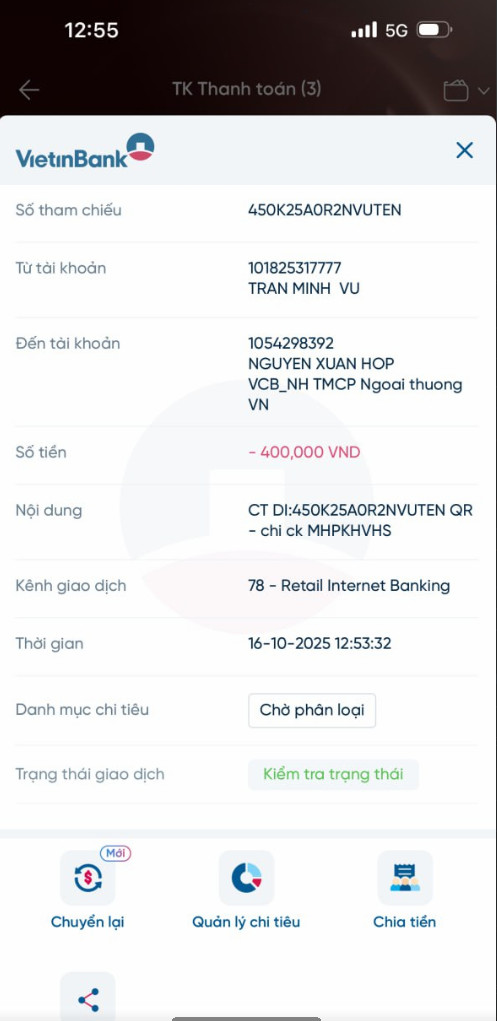 12:55
5G
TK Thanh toán (3)
VietinBank
Số tham chiếu
450K25A0R2NVUTEN
Từ tài khoản
101825317777
TRAN MINH VU
Đến tài khoản
1054298392
NGUYEN XUAN HOP
VCB_NH TMCP Ngoai thuong
VN
Số tiền
- 400,000 VND
Nội dung
CT DI:450K25A0R2NVUTEN QR
- chi ck MHPKHVHS
Kênh giao dịch
78 - Retail Internet Banking
Thời gian
16-10-2025 12:53:32
Danh mục chi tiêu
Chờ phân loại
Trạng thái giao dịch
Kiểm tra trạng thái
Mới
Chuyển lại
Quản lý chi tiêu
Chia tiền